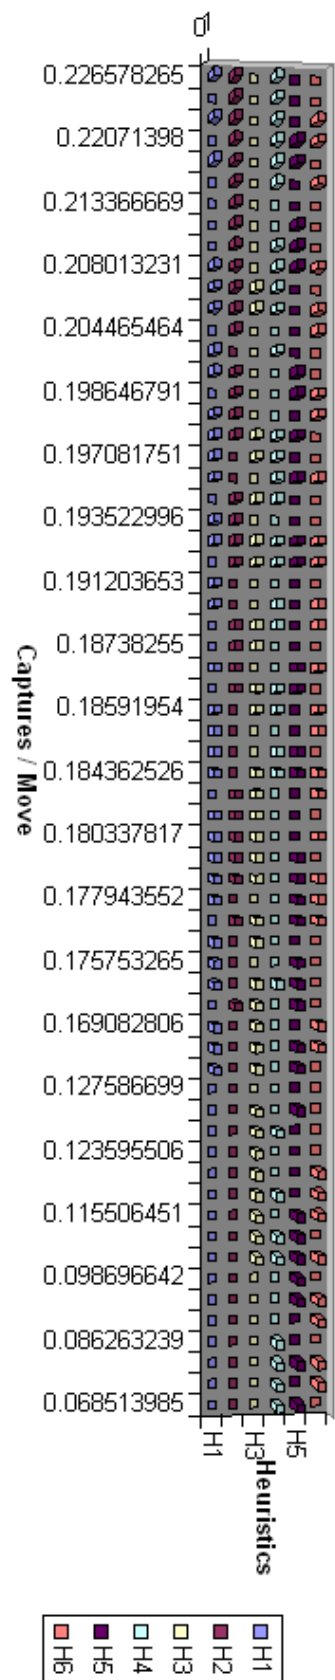 0
1
0.226578265
0.22071398
0.213366669
0.208013231
0.204465464
0.198646791
0.197081751
0.193522996
0.191203653
0.18738255
0.18591954
0.184362526
0.180337817
0.177943552
0.175753265
0.169082806
0.127586699
0.123595506
0.115506451
0.098696642
0.086263239
0.068513985
Captures / Move
H1
H3
H5
Heuristics
H1
H2
H3
H4
H5
H6